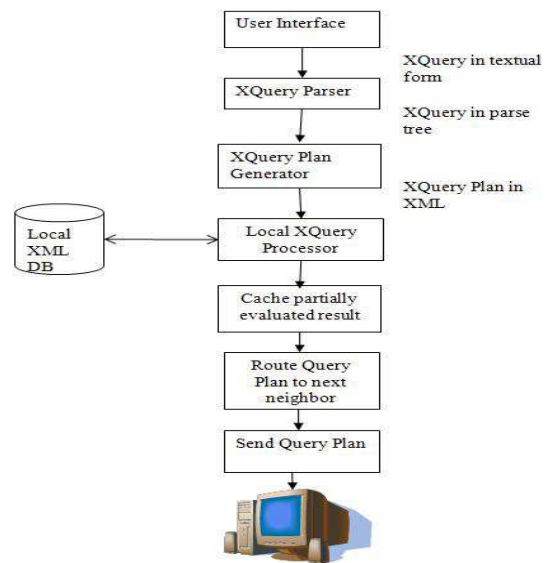 User Interface
XQuery in textual
form
XQuery Parser
XQuery in parse
tree
XQuery Plan
Generator
XQuery Plan in
XML
Local
XML
DB
Local XQuery
Processor
Cache partially
evaluated result
Route Query
Plan to next
neighbor
Send Query Plan